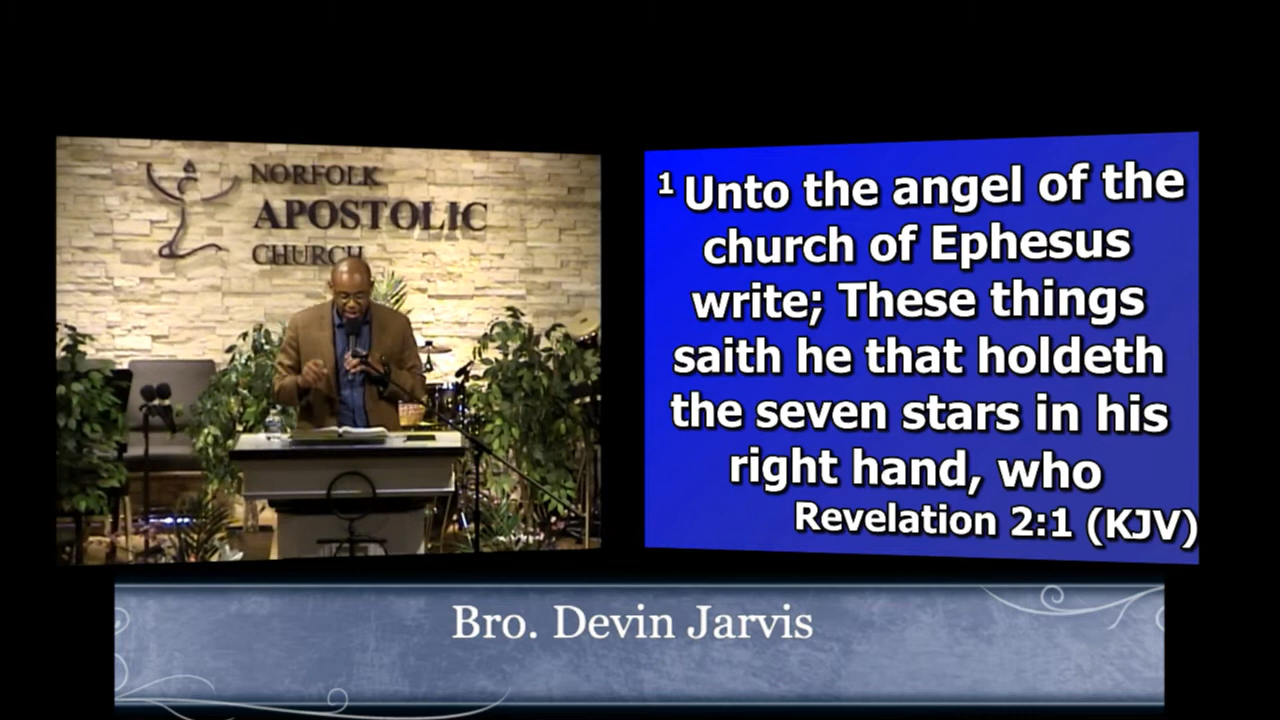 NORFOLK
APOSTOLIC
CHURCH
1 Unto the angel of the
church of Ephesus
write; These things
saith he that holdeth
the seven stars in his
right hand, who
Revelation 2:1 (KJV)
Bro. Devin Jarvis